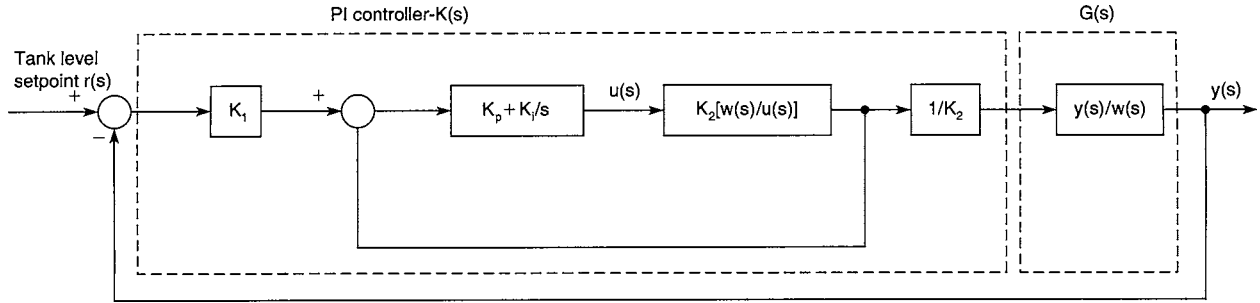 PI controller-K(s)
G(s)
Tank level
setpoint r(s)
+
−
K₁
+
Kₚ + Kᵢ/s
u(s)
K₂[w(s)/u(s)]
1/K₂
y(s)/w(s)
y(s)